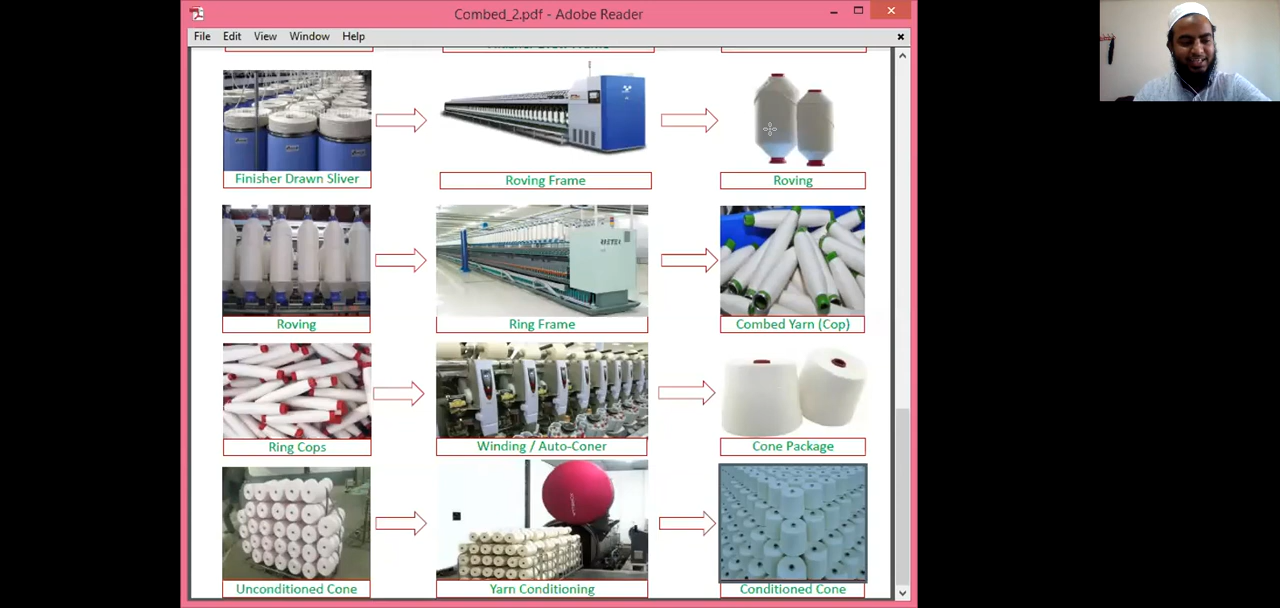 Combed_2.pdf - Adobe Reader
File Edit View Window Help
Finisher Drawn Sliver
Roving Frame
Roving
Roving
Ring Frame
Combed Yarn (Cop)
Ring Cops
Winding / Auto-Coner
Cone Package
Unconditioned Cone
Yarn Conditioning
Conditioned Cone